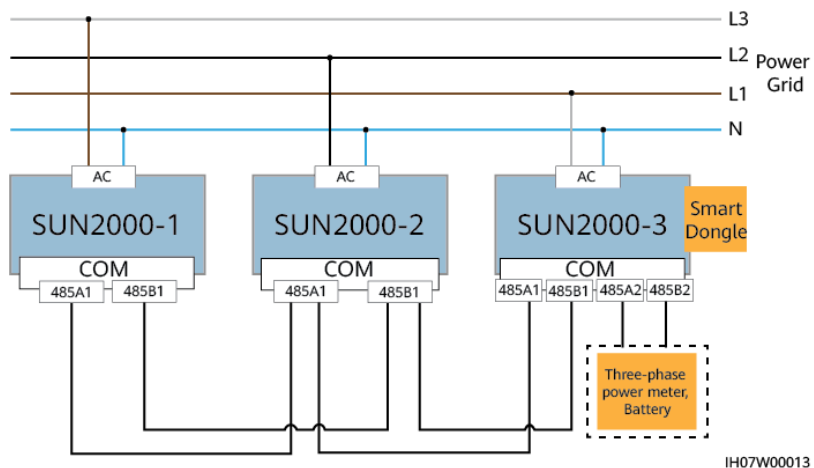 L3
L2
Power
Grid
L1
N
AC
AC
AC
SUN2000-1
SUN2000-2
SUN2000-3
Smart
Dongle
COM
COM
COM
485A1
485B1
485A1
485B1
485A1
485B1
485A2
485B2
Three-phase
power meter,
Battery
IH07W00013